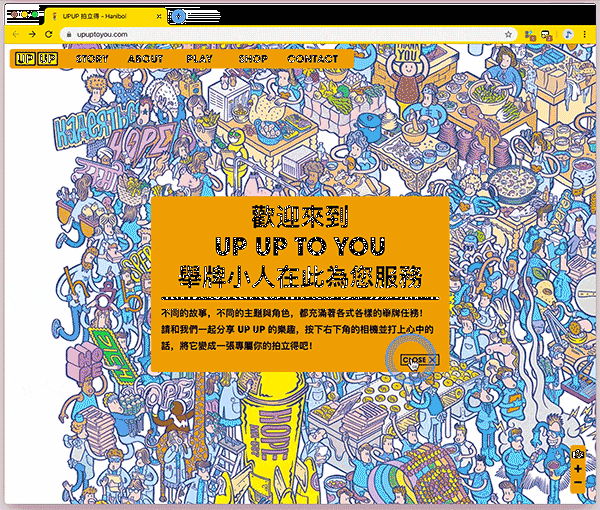 UPUP 拍立得 - Haniboi
upuptoyou.com
UP UP STORY ABOUT PLAY SHOP CONTACT
THANK YOU
HOPE
歡迎來到
UP UP TO YOU
舉牌小人在此為您服務
不同的故事，不同的主題與角色，都充滿著各式各樣的舉牌任務！
請和我們一起分享 UP UP 的樂趣，按下右下角的相機並打上心中的
話，將它變成一張專屬你的拍立得吧！
CLOSE X
HOPE
HOPE
+
−